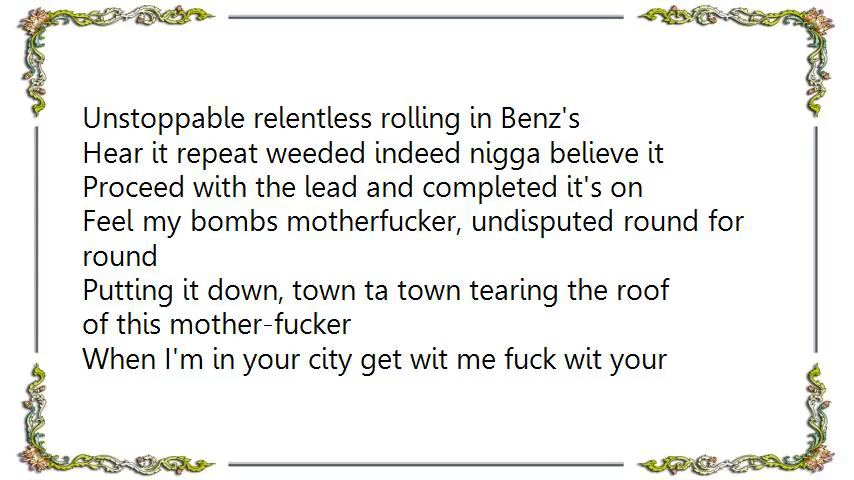 Unstoppable relentless rolling in Benz's
Hear it repeat weeded indeed nigga believe it
Proceed with the lead and completed it's on
Feel my bombs motherfucker, undisputed round for
round
Putting it down, town ta town tearing the roof
of this mother-fucker
When I'm in your city get wit me fuck wit your